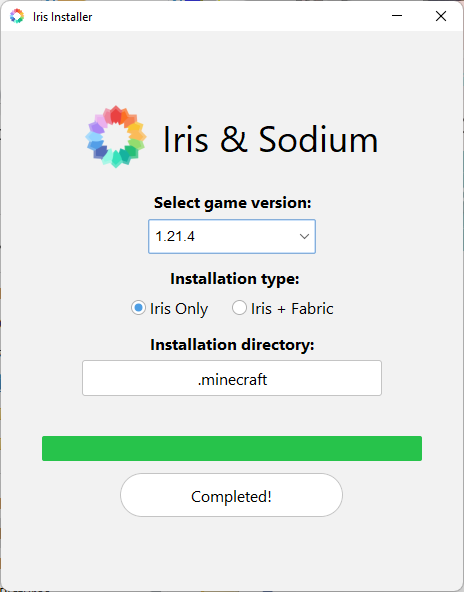 Iris Installer
Iris & Sodium
Select game version:
1.21.4
Installation type:
Iris Only Iris + Fabric
Installation directory:
.minecraft
Completed!